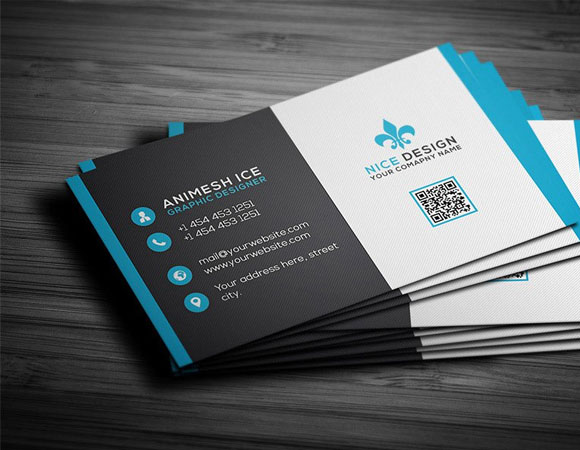 ANIMESH ICE
GRAPHIC DESIGNER
+1 454 453 1251
+1 454 453 1251
mail@yourwebsite.com
www.yourwebsite.com
Your address here, street
city.
NICE DESIGN
YOUR COMAPNY NAME